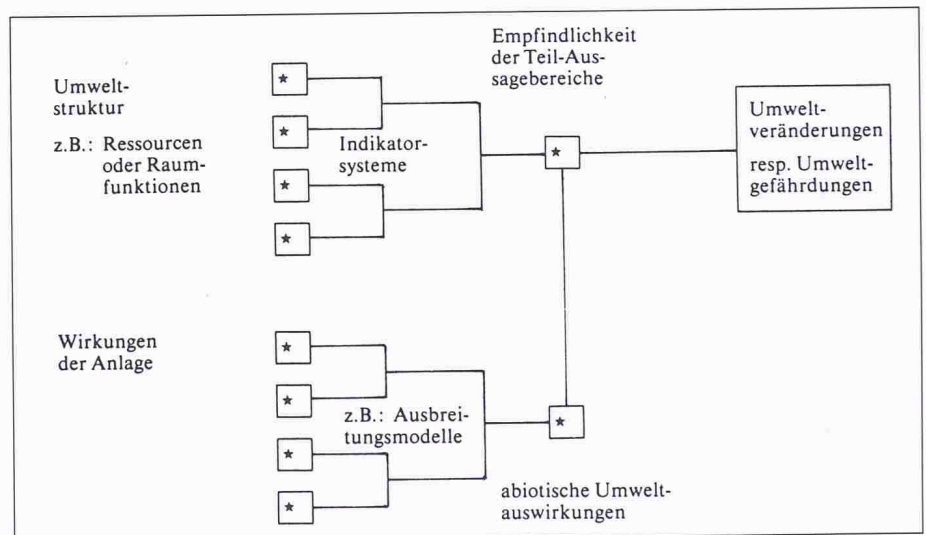 Empfindlichkeit
der Teil-Aus-
sagebereiche
Umwelt-
struktur
z.B.: Ressourcen
oder Raum-
funktionen
Indikator-
systeme
Umwelt-
veränderungen
resp. Umwelt-
gefährdungen
Wirkungen
der Anlage
z.B.: Ausbrei-
tungsmodelle
abiotische Umwelt-
auswirkungen